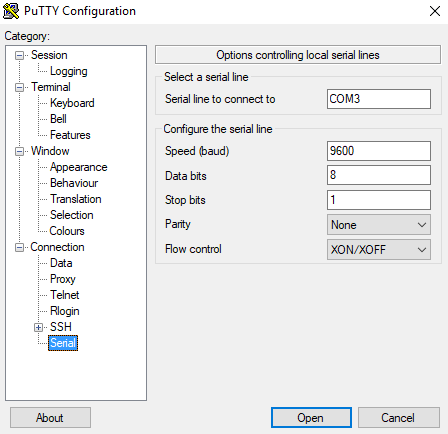 PuTTY Configuration
Category:
Session
Logging
Terminal
Keyboard
Bell
Features
Window
Appearance
Behaviour
Translation
Selection
Colours
Connection
Data
Proxy
Telnet
Rlogin
SSH
Serial
Options controlling local serial lines
Select a serial line
Serial line to connect to COM3
Configure the serial line
Speed (baud) 9600
Data bits 8
Stop bits 1
Parity None
Flow control XON/XOFF
About Open Cancel